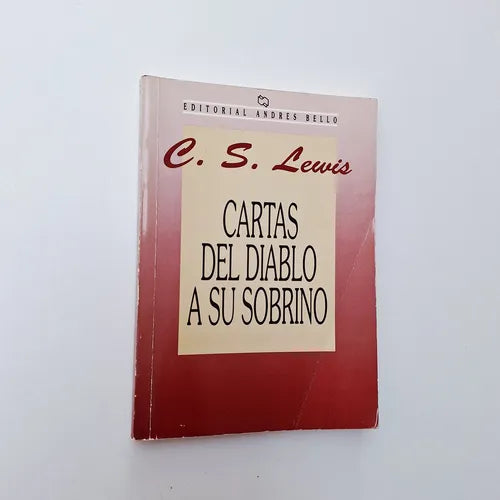 EDITORIAL ANDRES BELLO
C. S. Lewis
CARTAS
DEL DIABLO
A SU SOBRINO